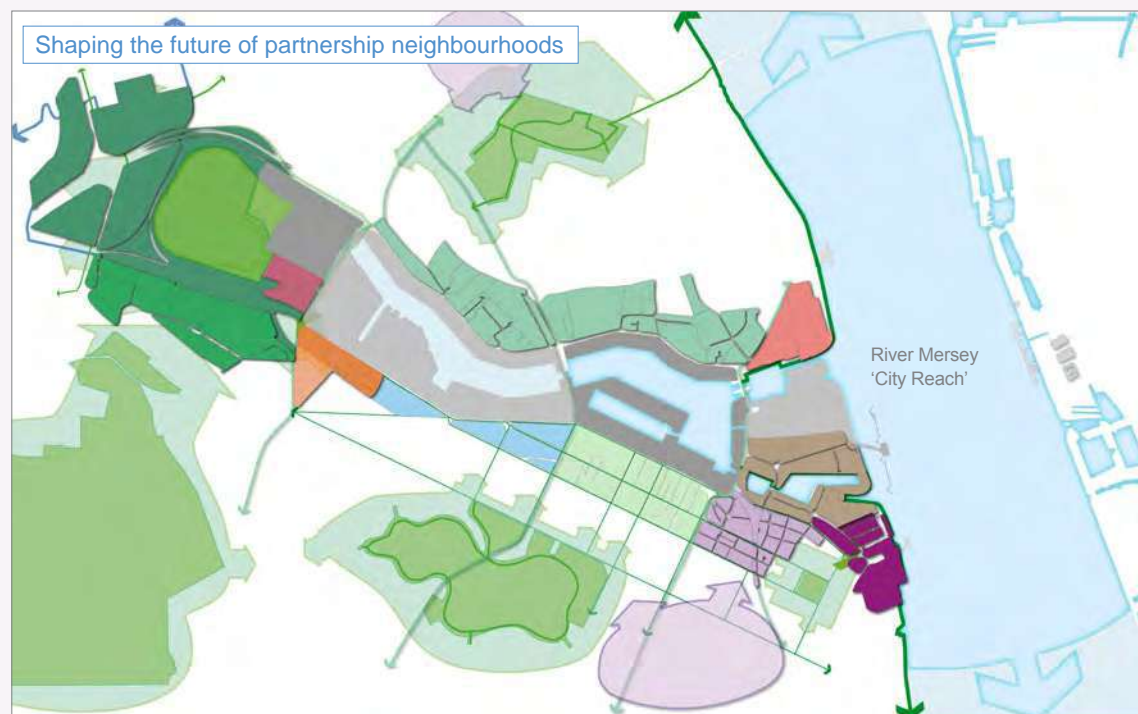 Shaping the future of partnership neighbourhoods
River Mersey
‘City Reach’